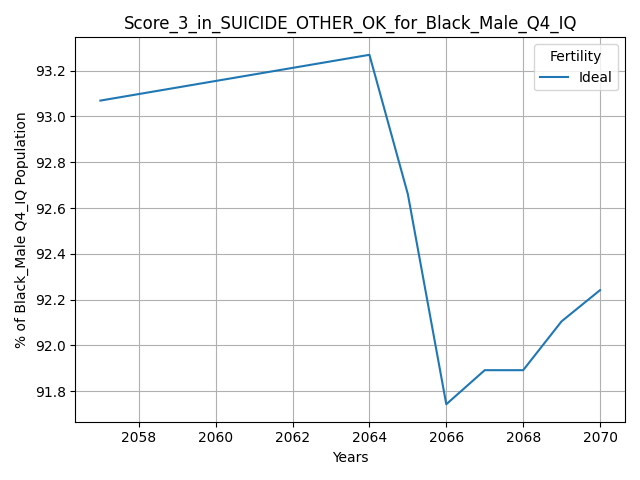 Score_3_in_SUICIDE_OTHER_OK_for_Black_Male_Q4_IQ
Fertility
Ideal
% of Black_Male Q4_IQ Population
93.2
93.0
92.8
92.6
92.4
92.2
92.0
91.8
2058 2060 2062 2064 2066 2068 2070
Years